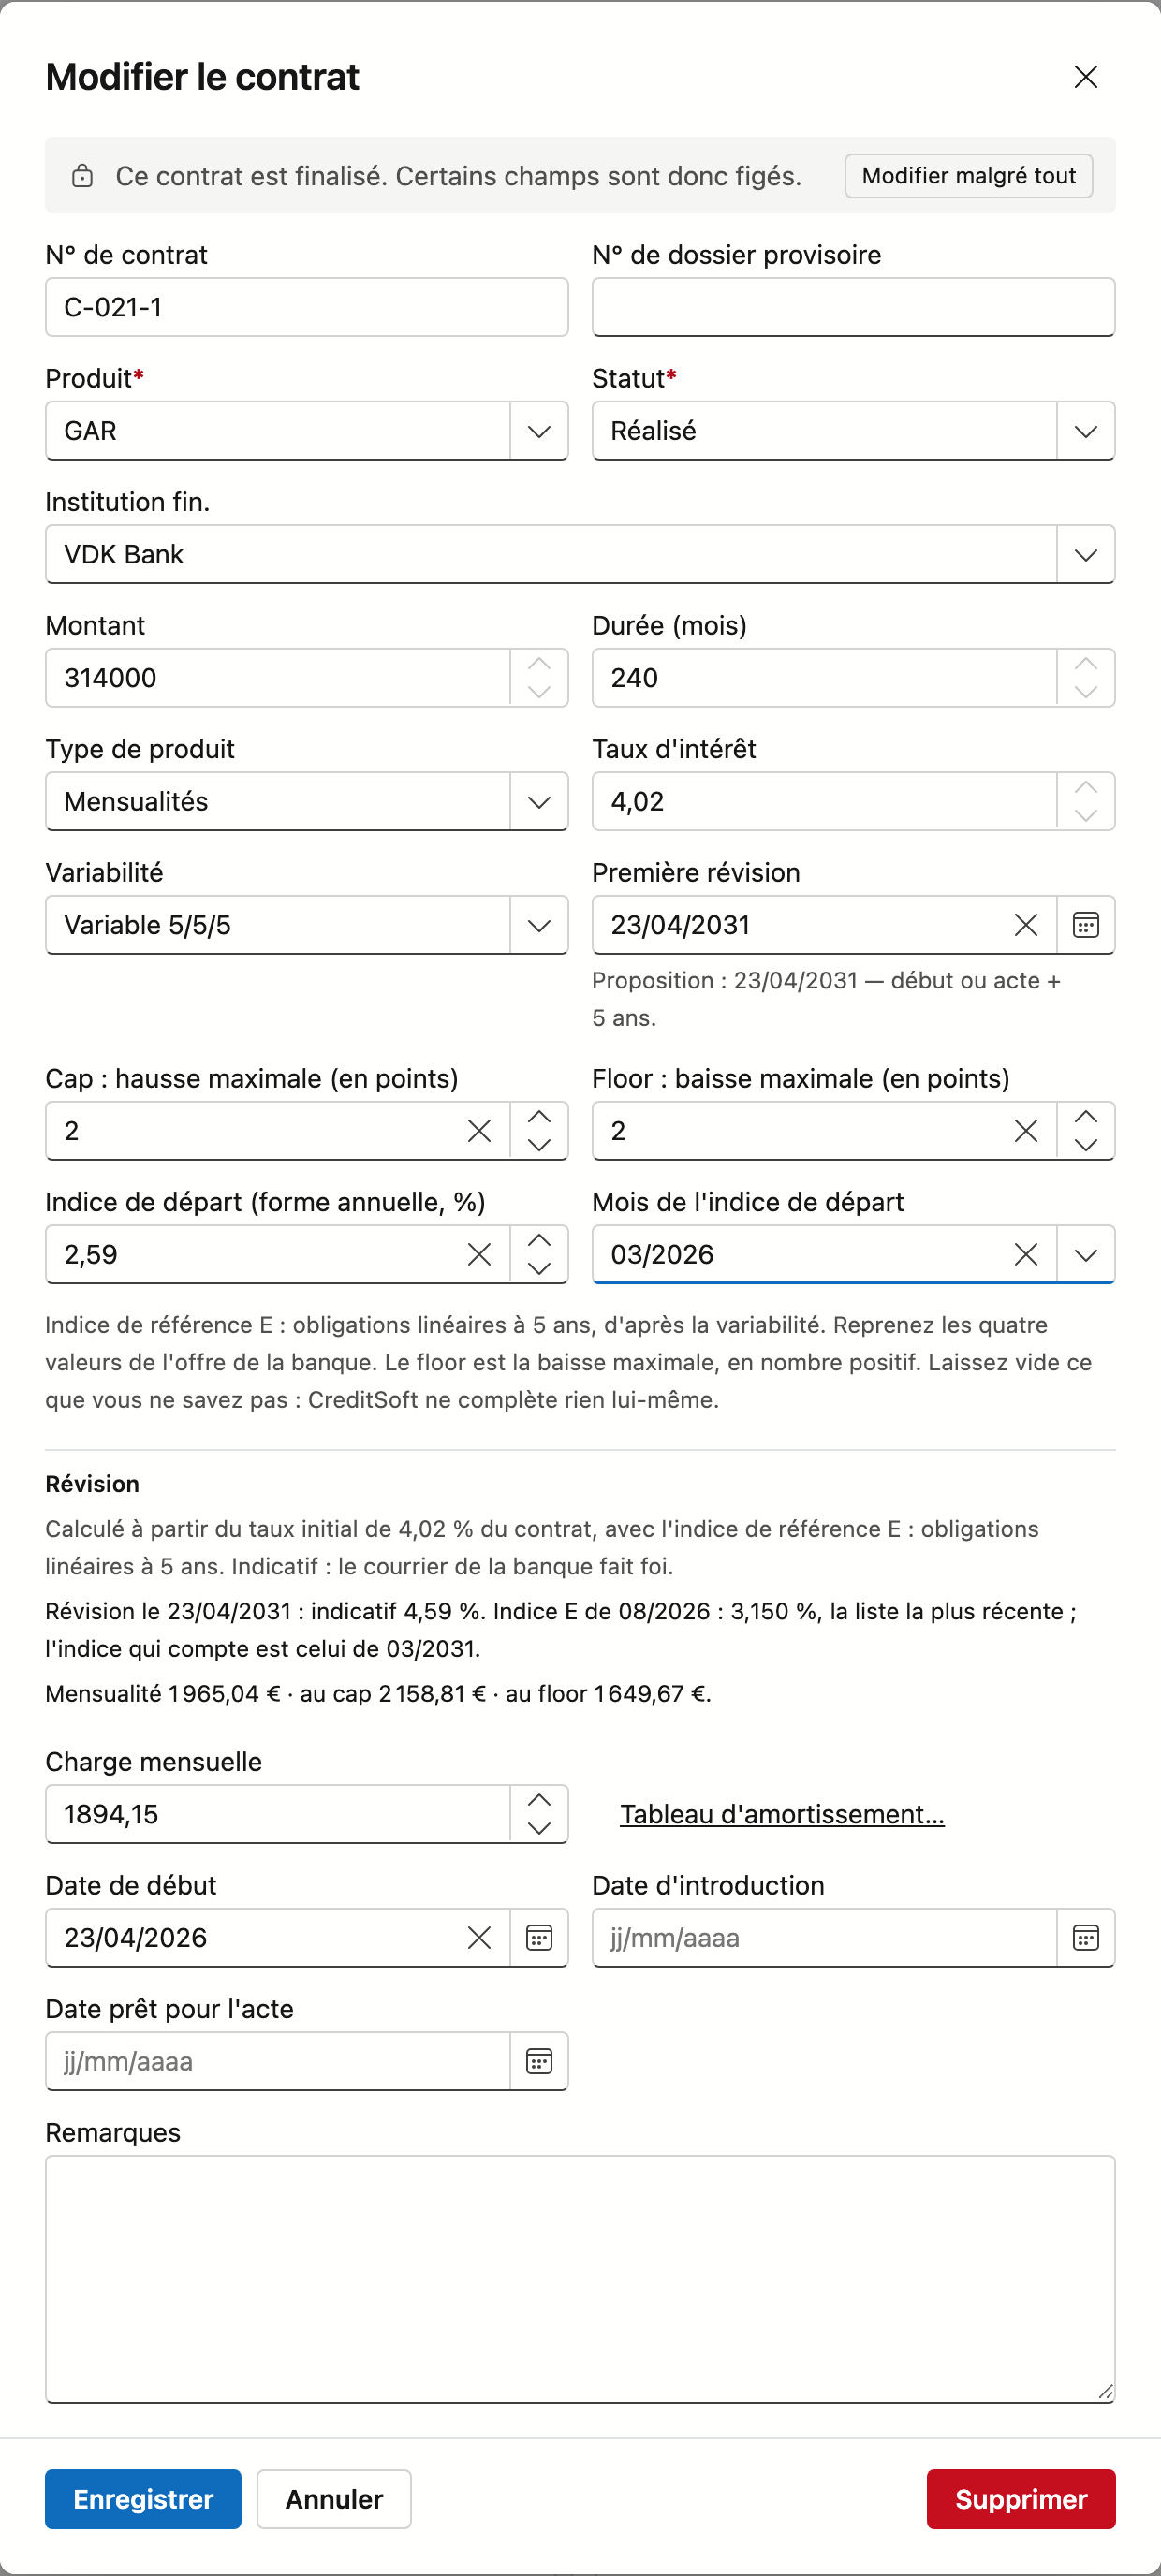 Modifier le contrat
Ce contrat est finalisé. Certains champs sont donc figés.
Modifier malgré tout
N° de contrat
N° de dossier provisoire
C-021-1
Produit*
Statut*
GAR
Réalisé
Institution fin.
VDK Bank
Montant
Durée (mois)
314000
240
Type de produit
Taux d'intérêt
Mensualités
4,02
Variabilité
Première révision
Variable 5/5/5
23/04/2031
Proposition : 23/04/2031 — début ou acte +
5 ans.
Cap : hausse maximale (en points)
Floor : baisse maximale (en points)
2
2
Indice de départ (forme annuelle, %)
Mois de l'indice de départ
2,59
03/2026
Indice de référence E : obligations linéaires à 5 ans, d'après la variabilité. Reprenez les quatre
valeurs de l'offre de la banque. Le floor est la baisse maximale, en nombre positif. Laissez vide ce
que vous ne savez pas : CreditSoft ne complète rien lui-même.
Révision
Calculé à partir du taux initial de 4,02 % du contrat, avec l'indice de référence E : obligations
linéaires à 5 ans. Indicatif : le courrier de la banque fait foi.
Révision le 23/04/2031 : indicatif 4,59 %. Indice E de 08/2026 : 3,150 %, la liste la plus récente ;
l'indice qui compte est celui de 03/2031.
Mensualité 1 965,04 € · au cap 2 158,81 € · au floor 1 649,67 €.
Charge mensuelle
1894,15
Tableau d'amortissement...
Date de début
Date d'introduction
23/04/2026
jj/mm/aaaa
Date prêt pour l'acte
jj/mm/aaaa
Remarques
Enregistrer
Annuler
Supprimer